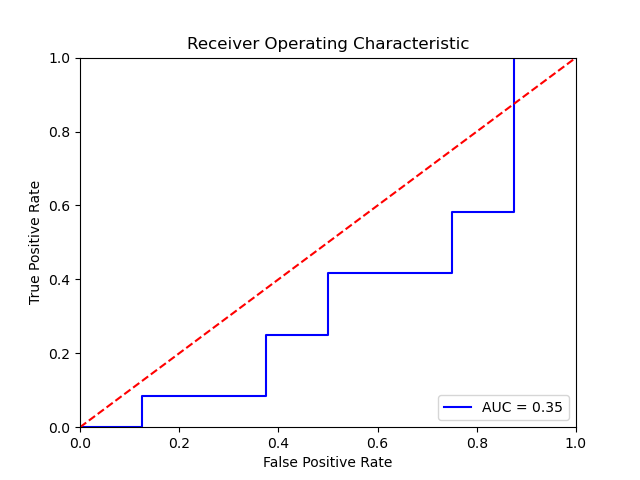 Receiver Operating Characteristic
1.0
0.8
0.6
0.4
0.2
0.0
True Positive Rate
0.0 0.2 0.4 0.6 0.8 1.0
False Positive Rate
AUC = 0.35